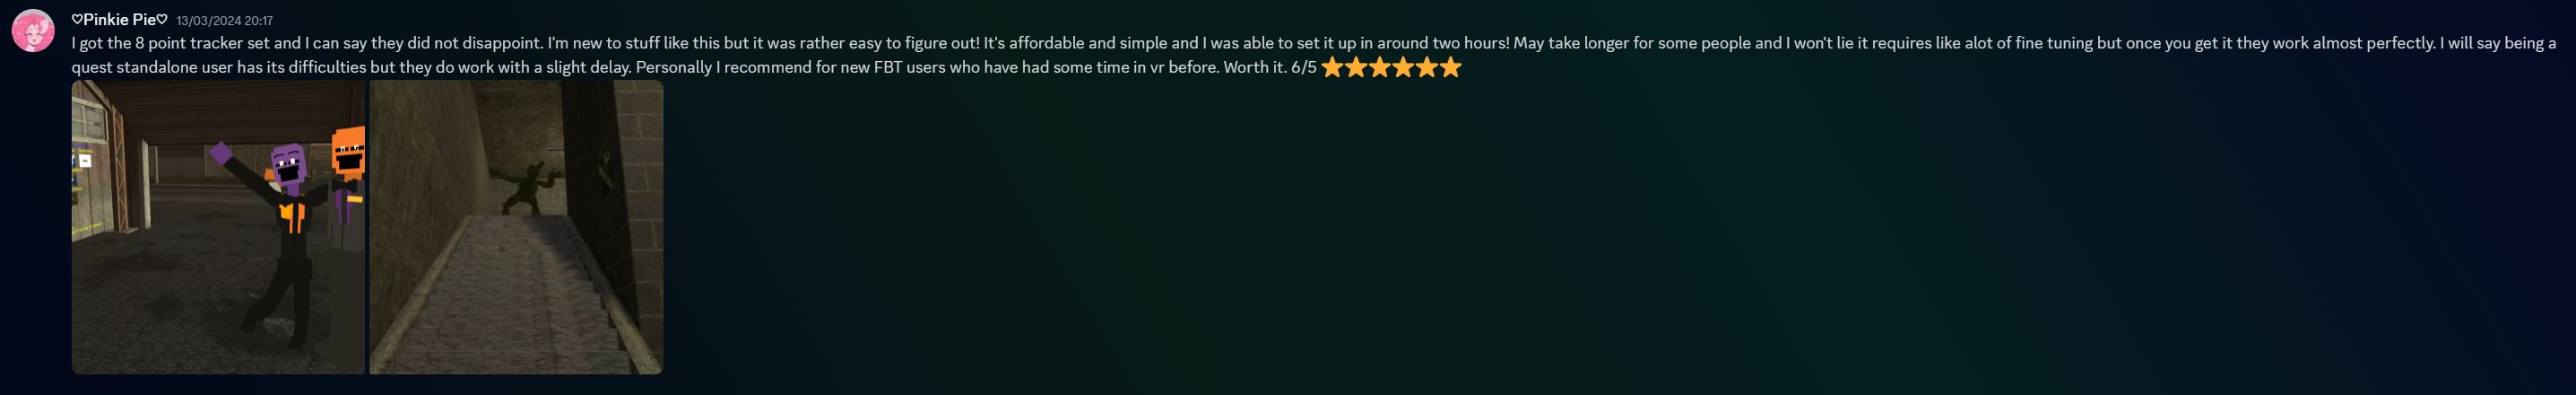 ♡Pinkie Pie♡ 13/03/2024 20:17
I got the 8 point tracker set and I can say they did not disappoint. I'm new to stuff like this but it was rather easy to figure out! It's affordable and simple and I was able to set it up in around two hours! May take longer for some people and I won't lie it requires like alot of fine tuning but once you get it they work almost perfectly. I will say being a
quest standalone user has its difficulties but they do work with a slight delay. Personally I recommend for new FBT users who have had some time in vr before. Worth it. 6/5 ⭐⭐⭐⭐⭐⭐